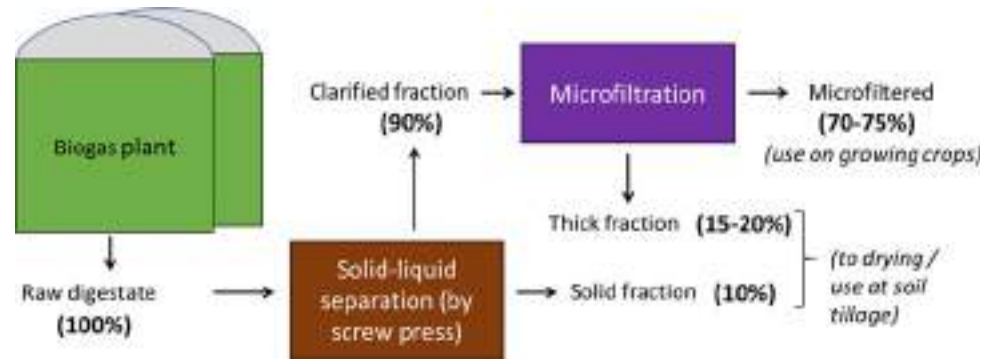 Biogas plant
Raw digestate
(100%)
Solid-liquid
separation (by
screw press)
Clarified fraction
(90%)
Microfiltration
Microfiltered
(70-75%)
(use on growing crops)
Thick fraction (15-20%)
Solid fraction (10%)
(to drying /
use at soil
tillage)